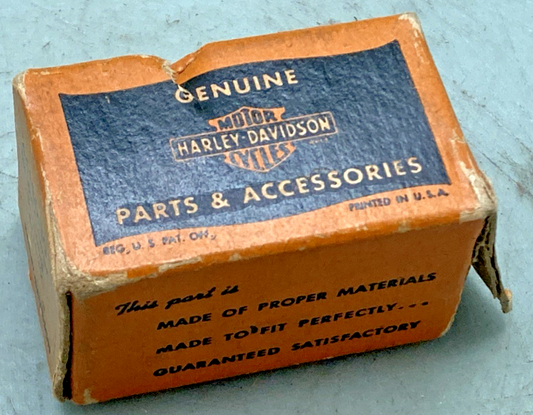 GENUINE
MOTOR
HARLEY-DAVIDSON
CYCLES
PARTS & ACCESSORIES
REG. U. S. PAT. OFF.
PRINTED IN U.S.A.
This part is
MADE OF PROPER MATERIALS
MADE TO FIT PERFECTLY...
GUARANTEED SATISFACTORY